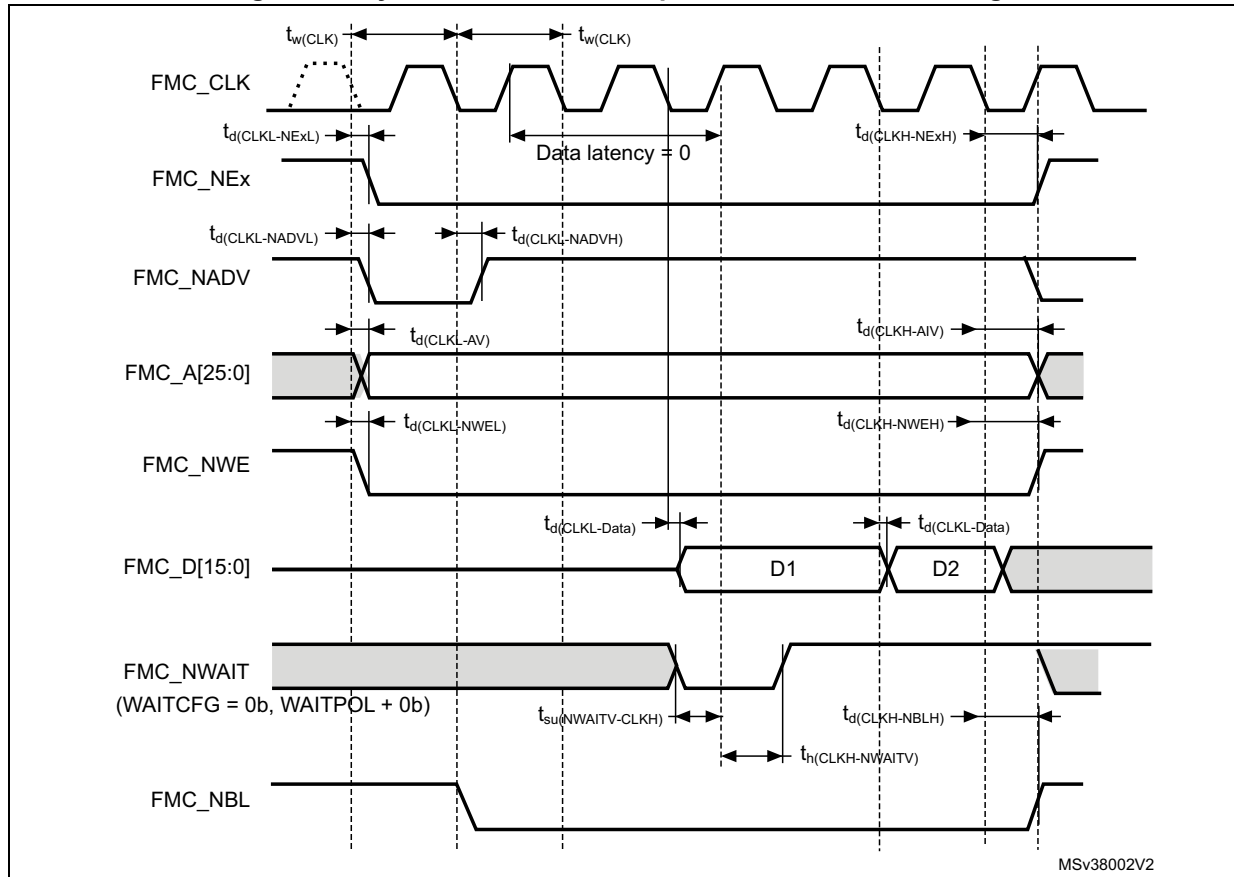 tw(CLK) tw(CLK)
FMC_CLK
td(CLKL-NExL) td(CLKH-NExH)
Data latency = 0
FMC_NEx
td(CLKL-NADVL) td(CLKL-NADVH)
FMC_NADV
td(CLKL-AV) td(CLKH-AIV)
FMC_A[25:0]
td(CLKL-NWEL) td(CLKH-NWEH)
FMC_NWE
td(CLKL-Data) td(CLKL-Data)
FMC_D[15:0] D1 D2
FMC_NWAIT
(WAITCFG = 0b, WAITPOL + 0b)
tsu(NWAITV-CLKH) td(CLKH-NBLH)
th(CLKH-NWAITV)
FMC_NBL
MSv38002V2